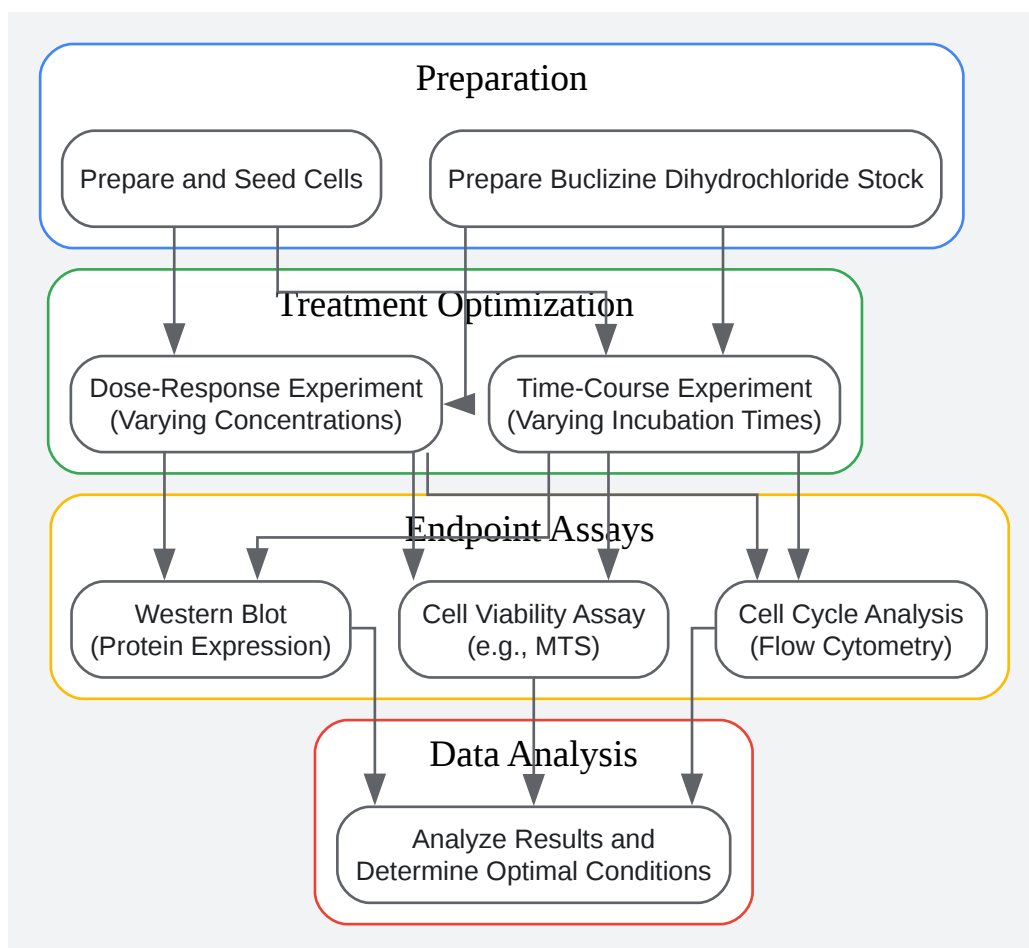 Preparation
Prepare and Seed Cells
Prepare Buclizine Dihydrochloride Stock
Treatment Optimization
Dose-Response Experiment
(Varying Concentrations)
Time-Course Experiment
(Varying Incubation Times)
Endpoint Assays
Western Blot
(Protein Expression)
Cell Viability Assay
(e.g., MTS)
Cell Cycle Analysis
(Flow Cytometry)
Data Analysis
Analyze Results and
Determine Optimal Conditions